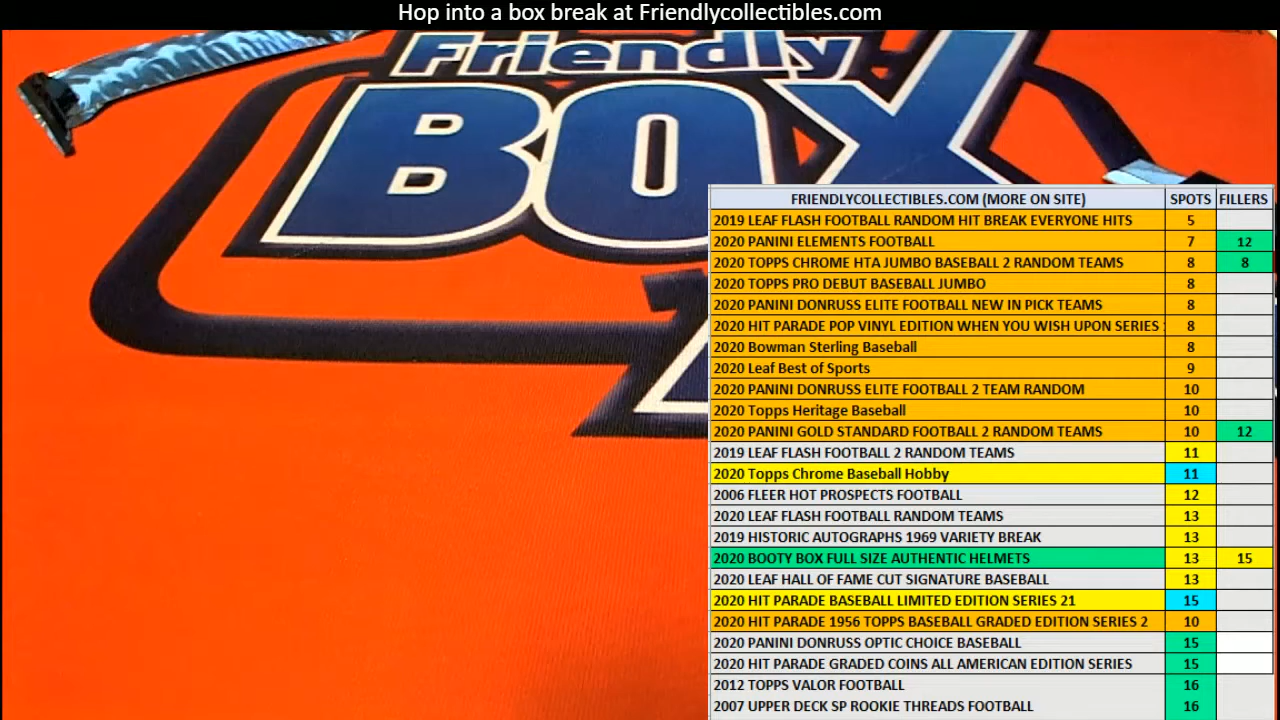 Hop into a box break at Friendlycollectibles.com
Friendly
BOX
FRIENDLYCOLLECTIBLES.COM (MORE ON SITE) SPOTS FILLERS
2019 LEAF FLASH FOOTBALL RANDOM HIT BREAK EVERYONE HITS 5
2020 PANINI ELEMENTS FOOTBALL 7 12
2020 TOPPS CHROME HTA JUMBO BASEBALL 2 RANDOM TEAMS 8 8
2020 TOPPS PRO DEBUT BASEBALL JUMBO 8
2020 PANINI DONRUSS ELITE FOOTBALL NEW IN PICK TEAMS 8
2020 HIT PARADE POP VINYL EDITION WHEN YOU WISH UPON SERIES 8
2020 Bowman Sterling Baseball 8
2020 Leaf Best of Sports 9
2020 PANINI DONRUSS ELITE FOOTBALL 2 TEAM RANDOM 10
2020 Topps Heritage Baseball 10
2020 PANINI GOLD STANDARD FOOTBALL 2 RANDOM TEAMS 10 12
2019 LEAF FLASH FOOTBALL 2 RANDOM TEAMS 11
2020 Topps Chrome Baseball Hobby 11
2006 FLEER HOT PROSPECTS FOOTBALL 12
2020 LEAF FLASH FOOTBALL RANDOM TEAMS 13
2019 HISTORIC AUTOGRAPHS 1969 VARIETY BREAK 13
2020 BOOTY BOX FULL SIZE AUTHENTIC HELMETS 13 15
2020 LEAF HALL OF FAME CUT SIGNATURE BASEBALL 13
2020 HIT PARADE BASEBALL LIMITED EDITION SERIES 21 15
2020 HIT PARADE 1956 TOPPS BASEBALL GRADED EDITION SERIES 2 10
2020 PANINI DONRUSS OPTIC CHOICE BASEBALL 15
2020 HIT PARADE GRADED COINS ALL AMERICAN EDITION SERIES 15
2012 TOPPS VALOR FOOTBALL 16
2007 UPPER DECK SP ROOKIE THREADS FOOTBALL 16